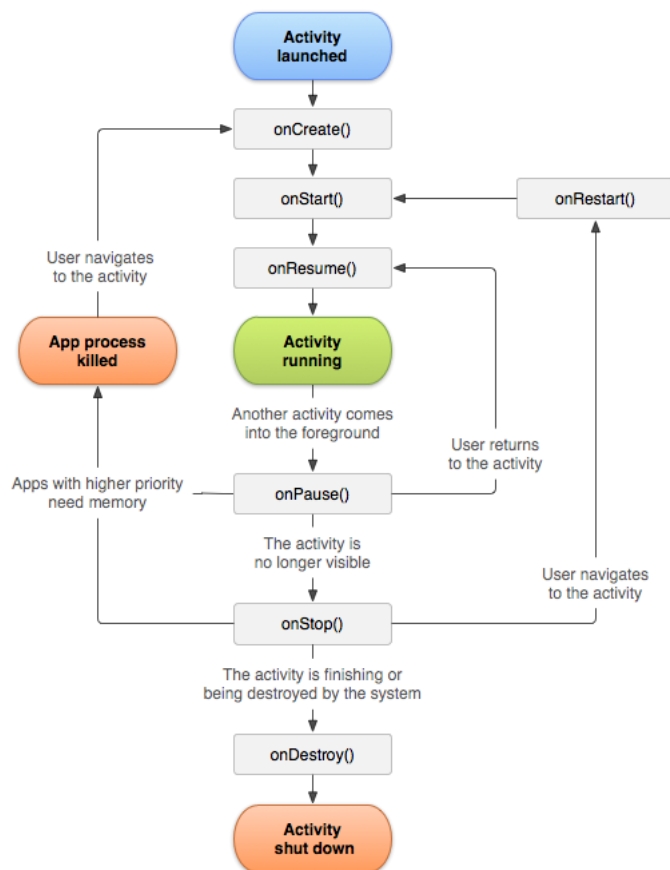 Activity
launched
onCreate()
onStart()
onRestart()
User navigates
to the activity
onResume()
App process
killed
Activity
running
Another activity comes
into the foreground
User returns
to the activity
Apps with higher priority
need memory
onPause()
The activity is
no longer visible
User navigates
to the activity
onStop()
The activity is finishing or
being destroyed by the system
onDestroy()
Activity
shut down